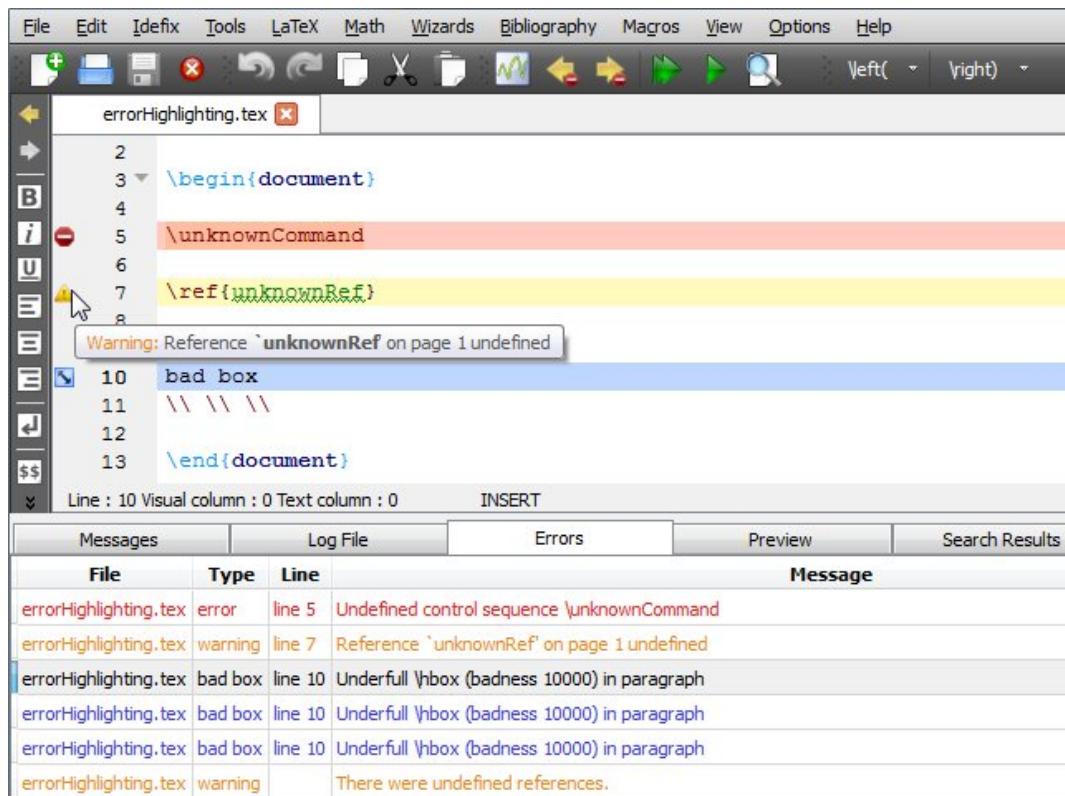 File Edit Idefix Tools LaTeX Math Wizards Bibliography Macros View Options Help
\left( \right)
errorHighlighting.tex
2
3 \begin{document}
4
B
i 5 \unknownCommand
6
U
7 \ref{unknownRef}
8
Warning: Reference `unknownRef on page 1 undefined
10 bad box
11 \\ \\ \\
12
$$ 13 \end{document}
Line : 10 Visual column : 0 Text column : 0 INSERT
Messages Log File Errors Preview Search Results
File Type Line Message
errorHighlighting.tex error line 5 Undefined control sequence \unknownCommand
errorHighlighting.tex warning line 7 Reference `unknownRef' on page 1 undefined
errorHighlighting.tex bad box line 10 Underfull \hbox (badness 10000) in paragraph
errorHighlighting.tex bad box line 10 Underfull \hbox (badness 10000) in paragraph
errorHighlighting.tex bad box line 10 Underfull \hbox (badness 10000) in paragraph
errorHighlighting.tex warning There were undefined references.